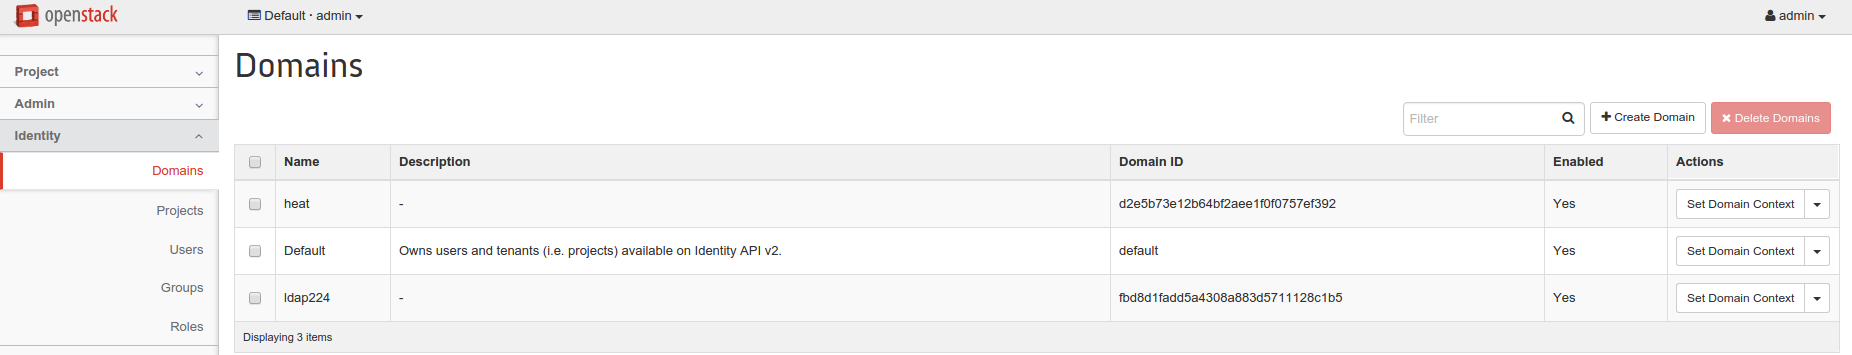 openstack Default · admin admin
Domains
Project
Admin
Identity
Domains
Projects
Users
Groups
Roles
Filter Create Domain Delete Domains
Name Description Domain ID Enabled Actions
heat - d2e5b73e12b64bf2aee1f0f0757ef392 Yes Set Domain Context
Default Owns users and tenants (i.e. projects) available on Identity API v2. default Yes Set Domain Context
ldap224 - fbd8d1fadd5a4308a883d5711128c1b5 Yes Set Domain Context
Displaying 3 items